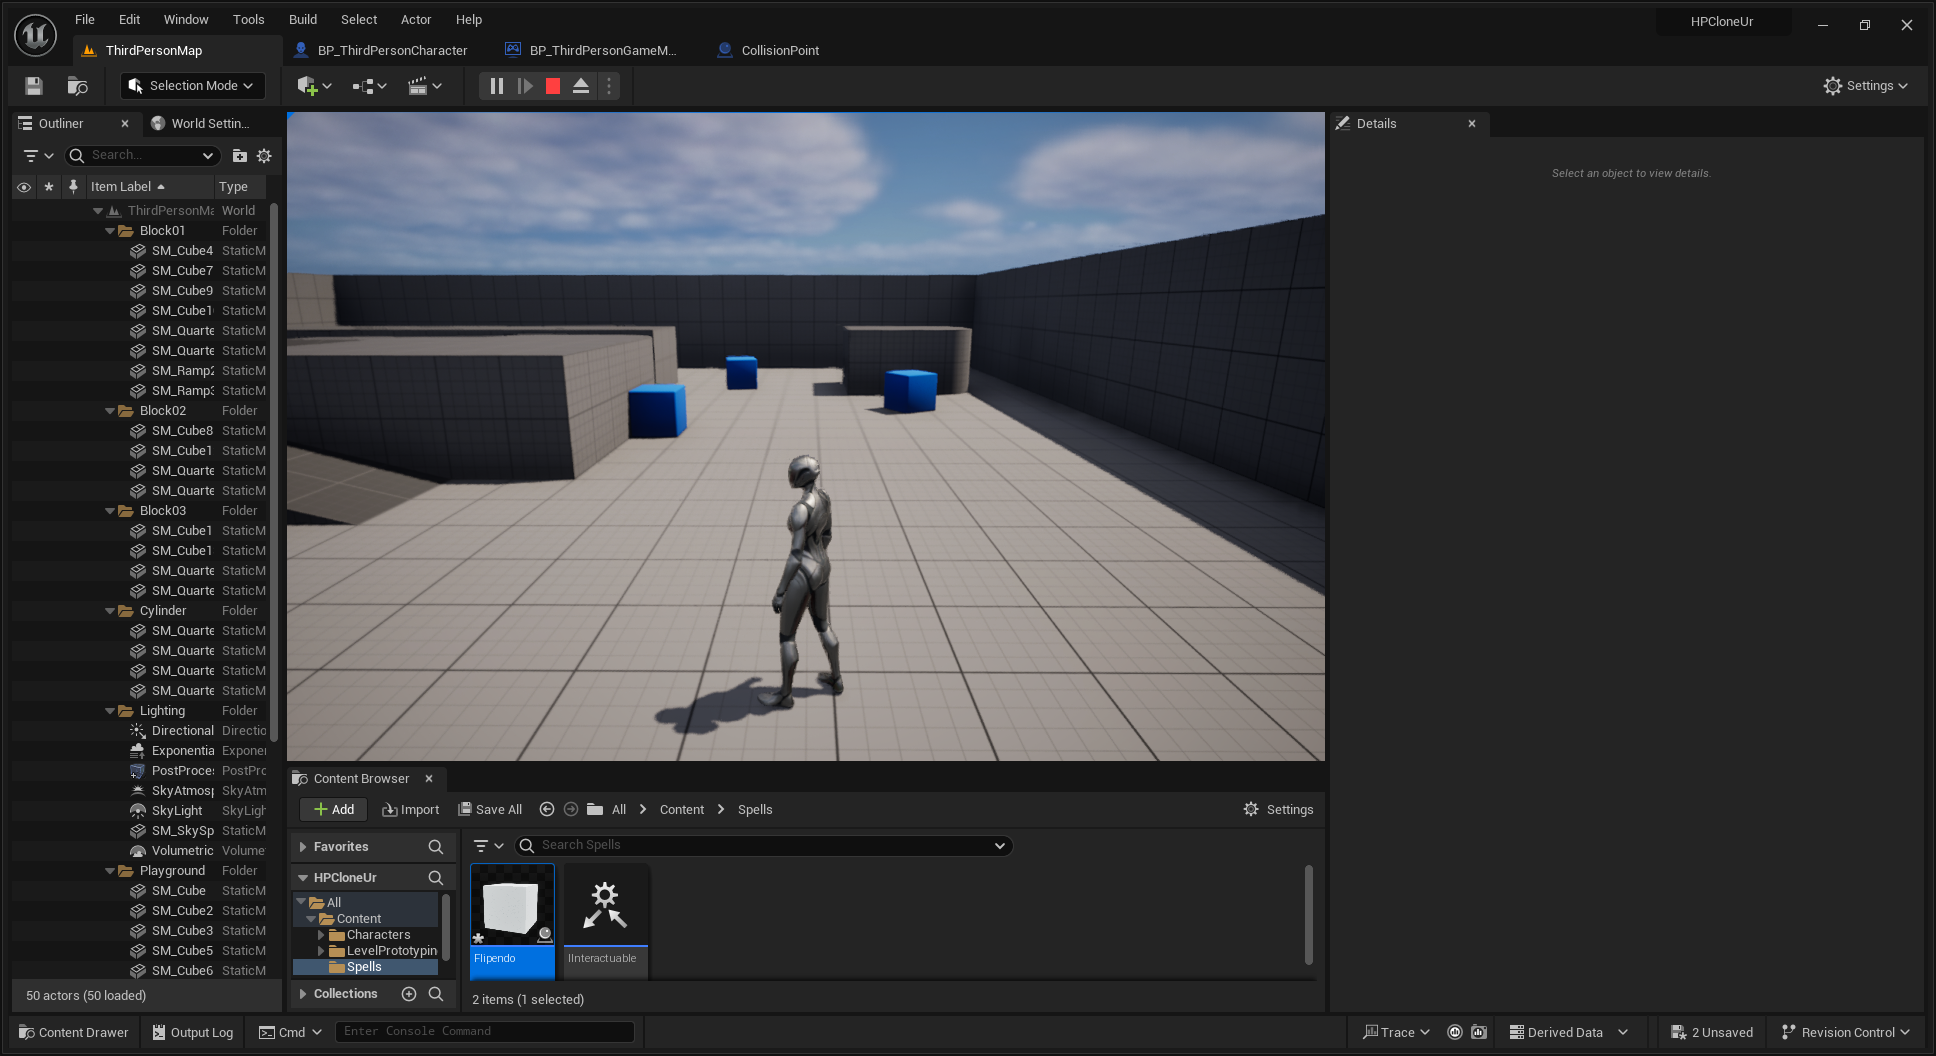 File Edit Window Tools Build Select Actor Help
HPCloneUr
ThirdPersonMap
BP_ThirdPersonCharacter
BP_ThirdPersonGameM...
CollisionPoint
Selection Mode
Settings
Outliner
World Settin...
Search...
Item Label
Type
ThirdPersonMa World
Block01 Folder
SM_Cube4 StaticM
SM_Cube7 StaticM
SM_Cube9 StaticM
SM_Cube1 StaticM
SM_Quarte StaticM
SM_Quarte StaticM
SM_Ramp2 StaticM
SM_Ramp3 StaticM
Block02 Folder
SM_Cube8 StaticM
SM_Cube1 StaticM
SM_Quarte StaticM
SM_Quarte StaticM
Block03 Folder
SM_Cube1 StaticM
SM_Cube1 StaticM
SM_Quarte StaticM
SM_Quarte StaticM
Cylinder Folder
SM_Quarte StaticM
SM_Quarte StaticM
SM_Quarte StaticM
SM_Quarte StaticM
Lighting Folder
Directional Directio
Exponentia Exponer
PostProces PostPro
SkyAtmosp SkyAtm
SkyLight SkyLigh
SM_SkySp StaticM
Volumetric Volume
Playground Folder
SM_Cube StaticM
SM_Cube2 StaticM
SM_Cube3 StaticM
SM_Cube5 StaticM
SM_Cube6 StaticM
50 actors (50 loaded)
Details
Select an object to view details.
Content Browser
Add
Import
Save All
All
Content
Spells
Settings
Favorites
HPCloneUr
All
Content
Characters
LevelPrototypin
Spells
Collections
Search Spells
Flipendo
IInteractuable
2 items (1 selected)
Content Drawer
Output Log
Cmd
Enter Console Command
Trace
Derived Data
2 Unsaved
Revision Control